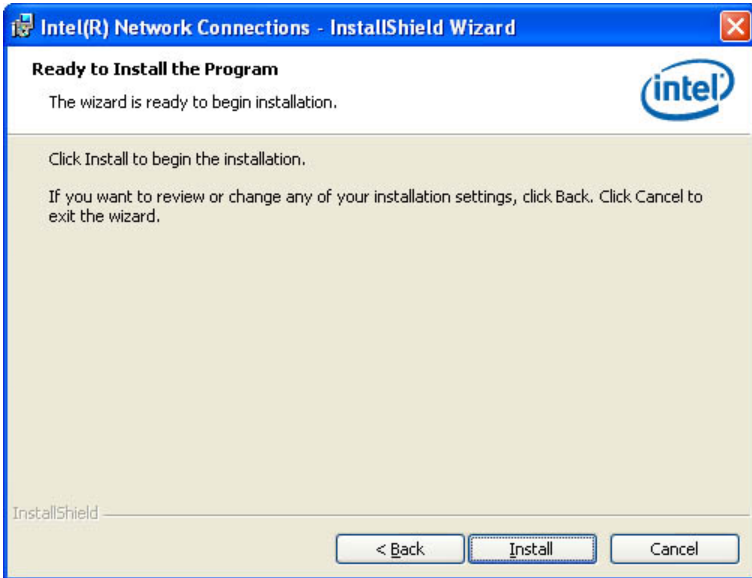 Intel(R) Network Connections - InstallShield Wizard
Ready to Install the Program
The wizard is ready to begin installation.
intel
Click Install to begin the installation.
If you want to review or change any of your installation settings, click Back. Click Cancel to
exit the wizard.
InstallShield
< Back
Install
Cancel